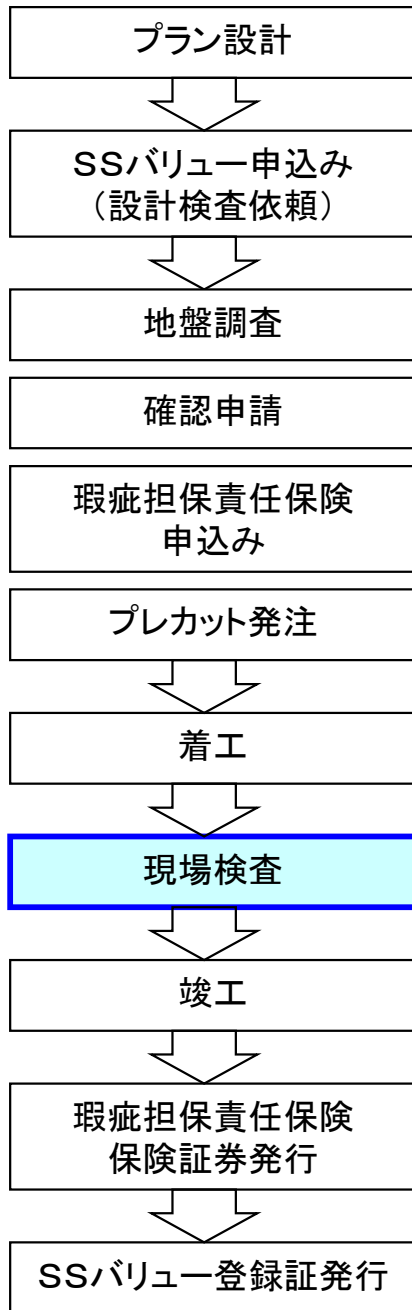 プラン設計
SSバリュー申込み
（設計検査依頼）
地盤調査
確認申請
瑕疵担保責任保険
申込み
プレカット発注
着工
現場検査
竣工
瑕疵担保責任保険
保険証券発行
SSバリュー登録証発行